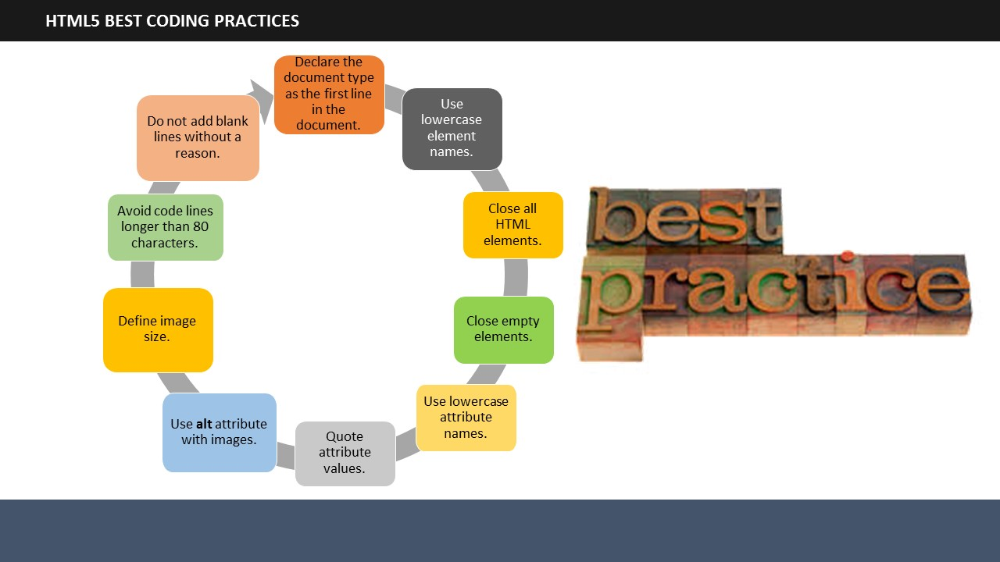 HTML5 BEST CODING PRACTICES
Declare the
document type
as the first line
in the
document.
Use
lowercase
element
names.
Close all
HTML
elements.
Close empty
elements.
Use lowercase
attribute
names.
Quote
attribute
values.
Use alt attribute
with images.
Define image
size.
Avoid code lines
longer than 80
characters.
Do not add blank
lines without a
reason.
best
practice